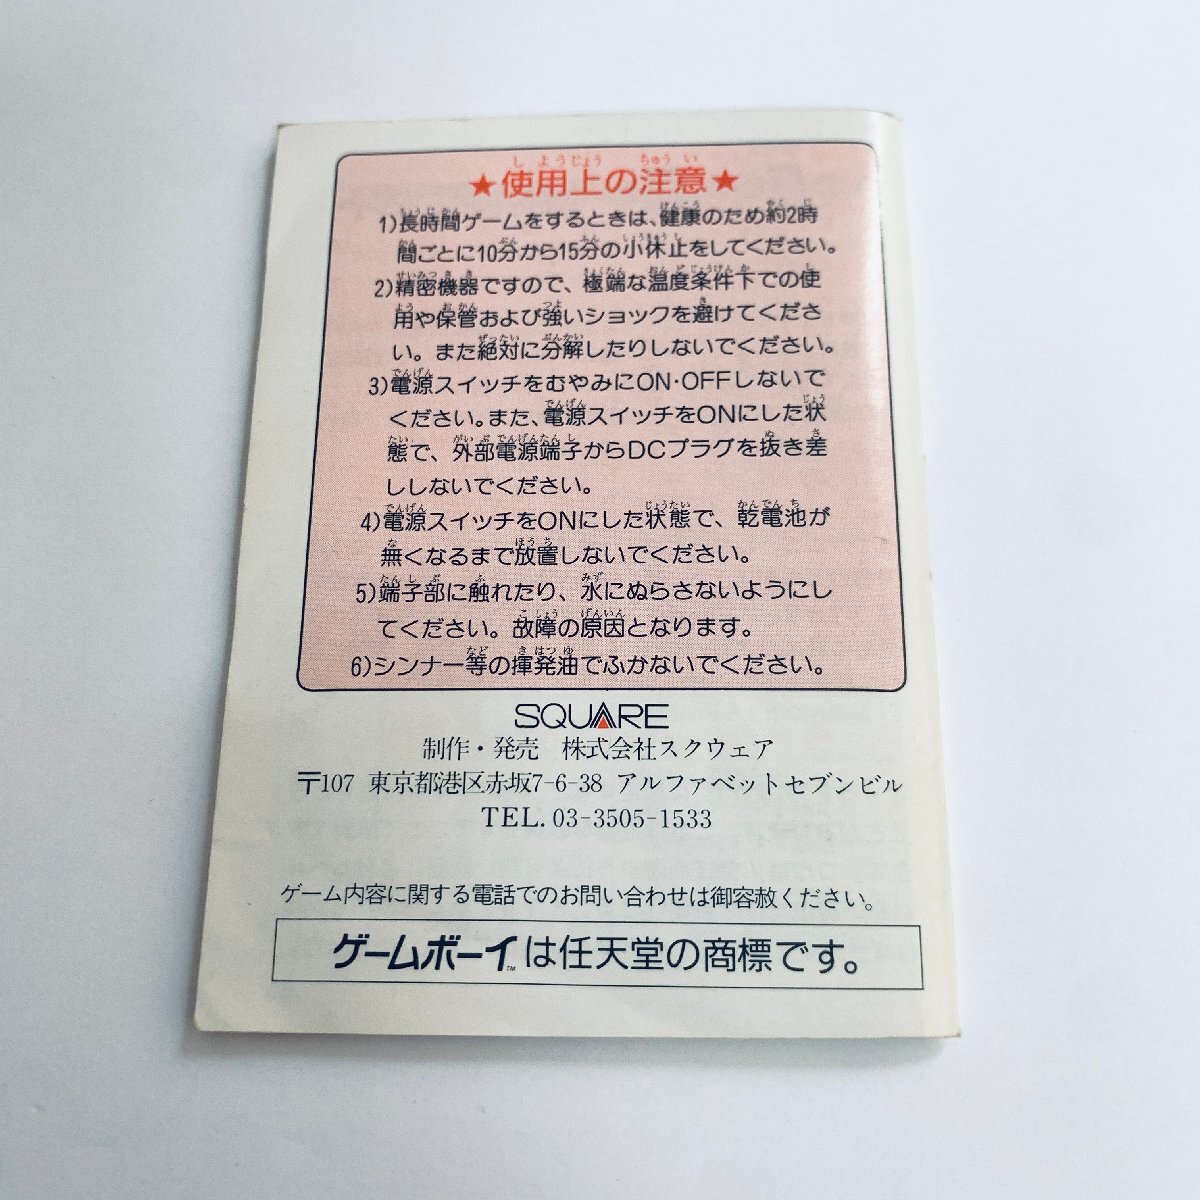 ★使用上の注意★
1)長時間ゲームをするときは、健康のため約2時
間ごとに10分から15分の小休止をしてください。
2)精密機器ですので、極端な温度条件下での使
用や保管および強いショックを避けてくださ
い。また絶対に分解したりしないでください。
3)電源スイッチをむやみにON・OFFしないで
ください。また、電源スイッチをONにした状
態で、外部電源端子からDCプラグを抜き差
ししないでください。
4)電源スイッチをONにした状態で、乾電池が
無くなるまで放置しないでください。
5)端子部に触れたり、水にぬらさないようにし
てください。故障の原因となります。
6)シンナー等の揮発油でふかないでください。
SQUARE
制作・発売 株式会社スクウェア
〒107 東京都港区赤坂7-6-38 アルファベットセブンビル
TEL. 03-3505-1533
ゲーム内容に関する電話でのお問い合わせは御容赦ください。
ゲームボーイ™は任天堂の商標です。